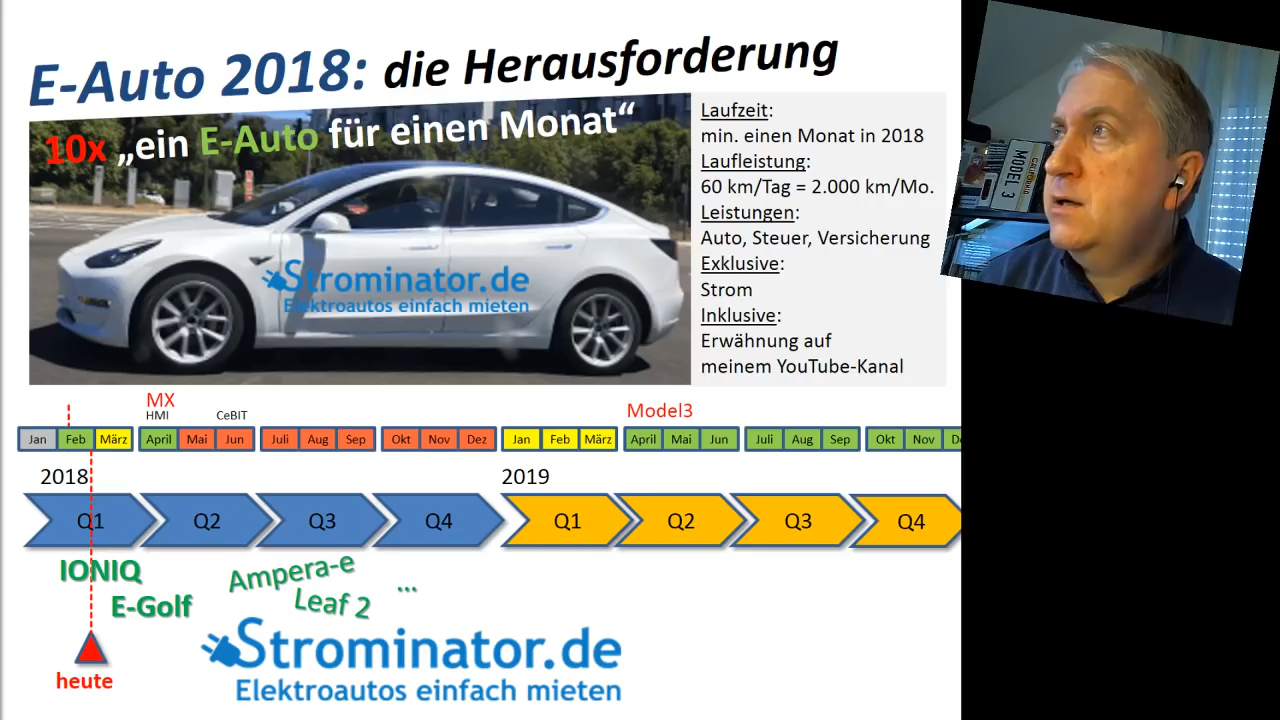 E-Auto 2018: die Herausforderung
10x „ein E-Auto für einen Monat“
Strominator.de
Elektroautos einfach mieten
Laufzeit:
min. einen Monat in 2018
Laufleistung:
60 km/Tag = 2.000 km/Mo.
Leistungen:
Auto, Steuer, Versicherung
Exklusive:
Strom
Inklusive:
Erwähnung auf
meinem YouTube-Kanal
MODEL 3
MX
HMI CeBIT
Model3
Jan Feb März April Mai Jun Juli Aug Sep Okt Nov Dez Jan Feb März April Mai Jun Juli Aug Sep Okt Nov
2018 2019
Q1 Q2 Q3 Q4 Q1 Q2 Q3 Q4
IONIQ
E-Golf
Ampera-e
Leaf 2
...
heute
Strominator.de
Elektroautos einfach mieten